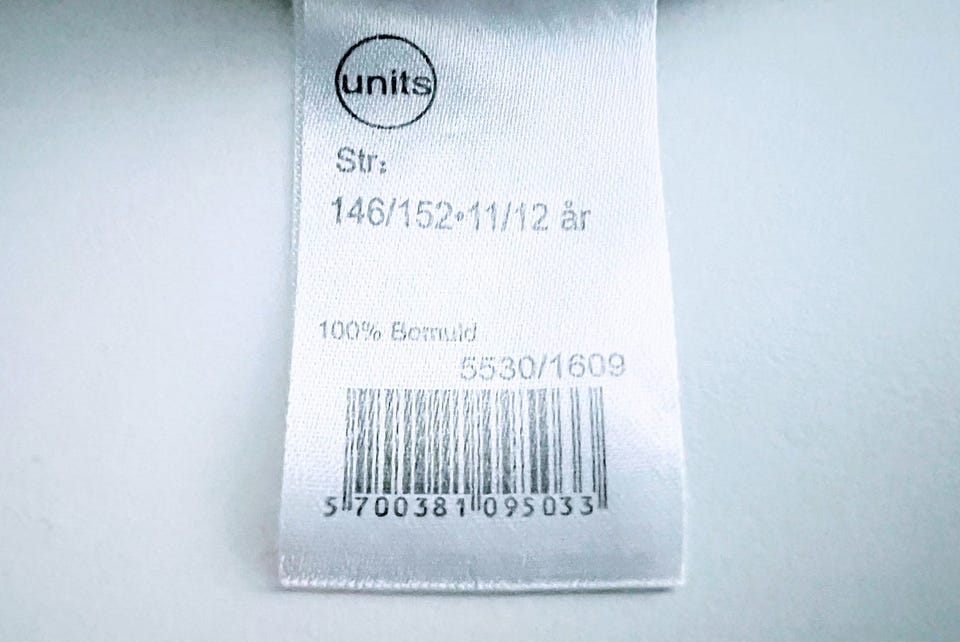 units
Str:
146/152•11/12 år
100% Bomuld
5530/1609
5 700381 095033